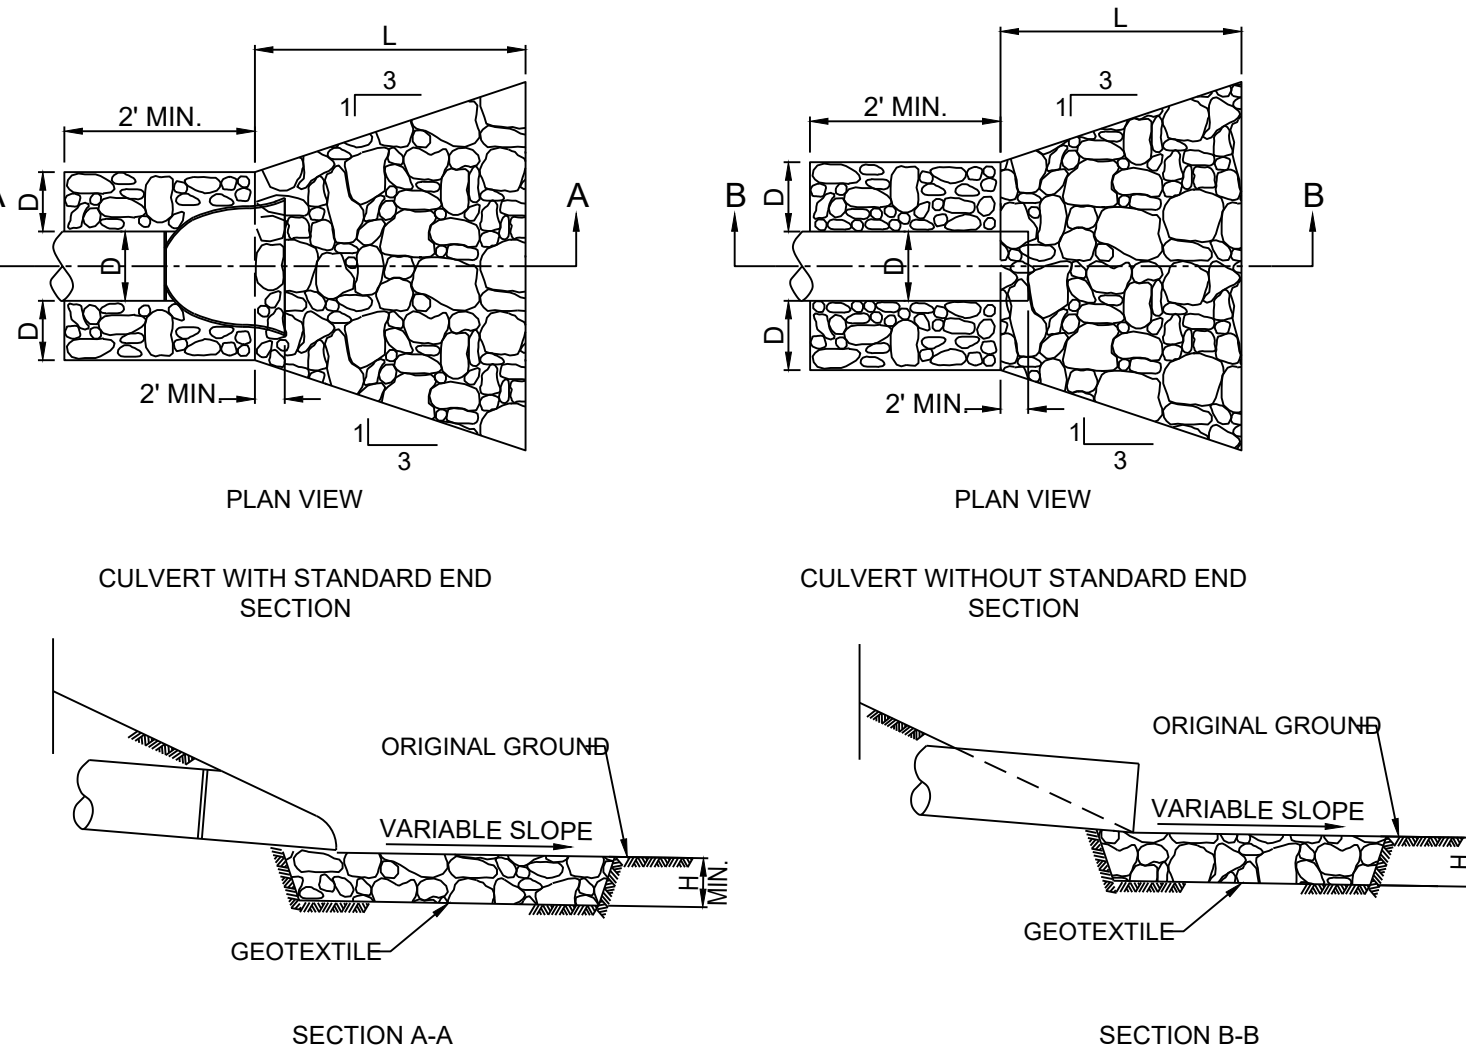 L
3
1
2' MIN.
D
A
A
D
D
2' MIN.
1
3
PLAN VIEW
CULVERT WITH STANDARD END
SECTION
ORIGINAL GROUND
VARIABLE SLOPE
H
MIN.
GEOTEXTILE
SECTION A-A
L
3
1
2' MIN.
D
B
B
D
D
2' MIN.
1
3
PLAN VIEW
CULVERT WITHOUT STANDARD END
SECTION
ORIGINAL GROUND
VARIABLE SLOPE
H
GEOTEXTILE
SECTION B-B